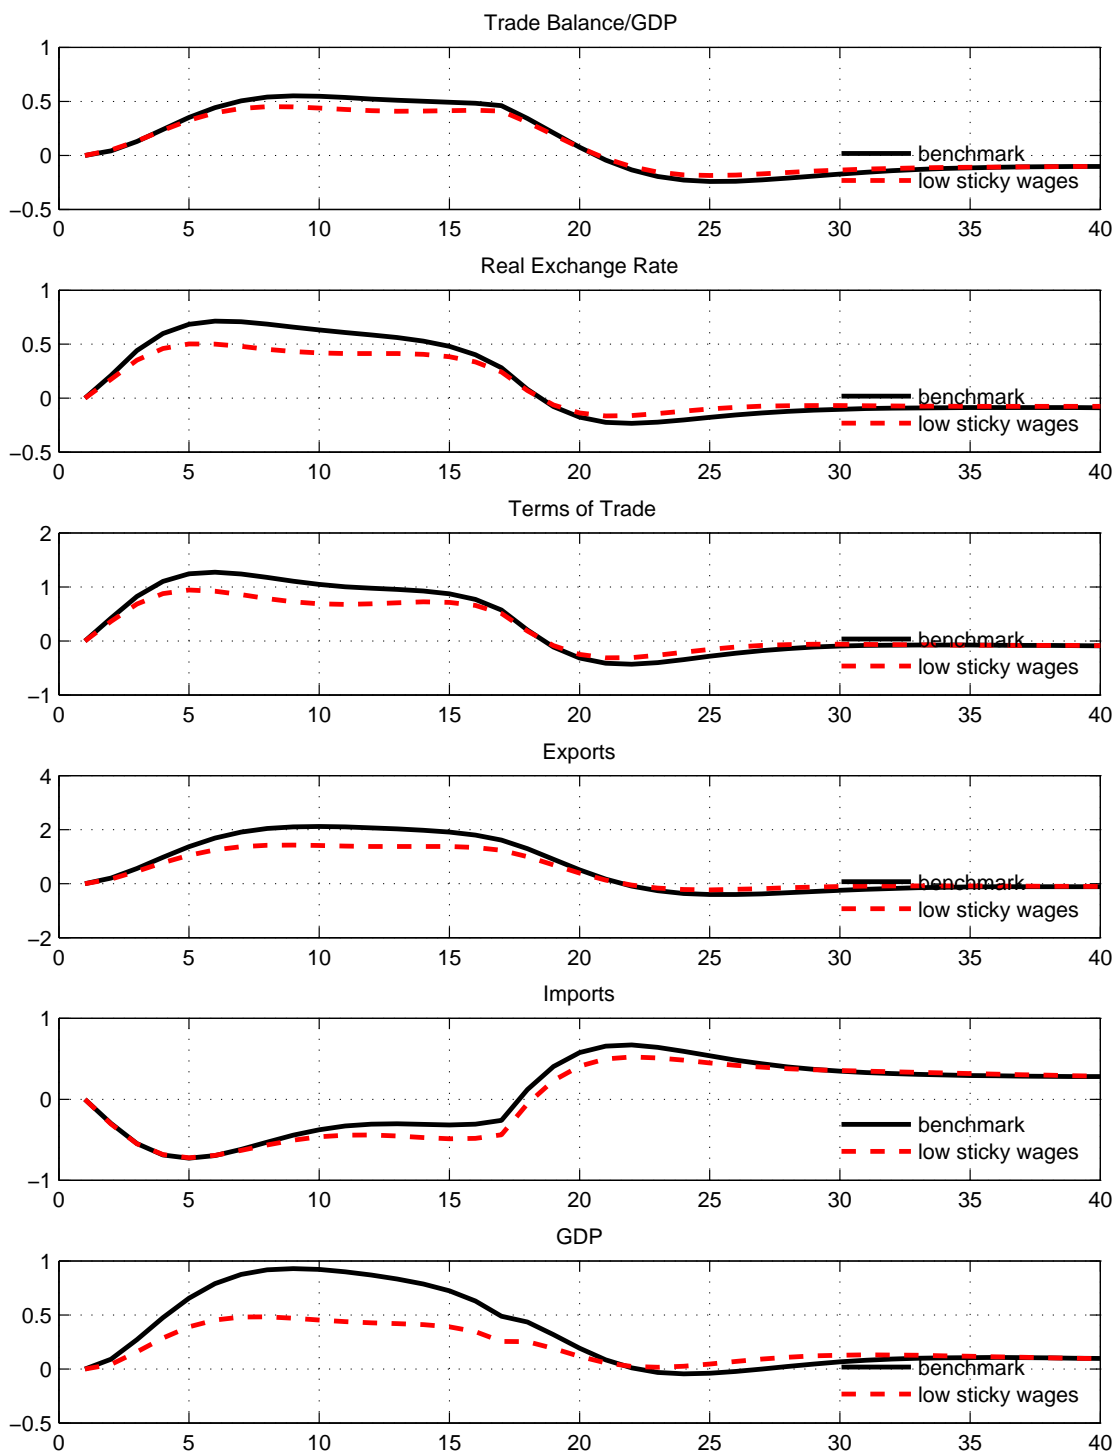 Trade Balance/GDP
1
0.5
0
−0.5
benchmark
low sticky wages
0 5 10 15 20 25 30 35 40
Real Exchange Rate
1
0.5
0
−0.5
benchmark
low sticky wages
0 5 10 15 20 25 30 35 40
Terms of Trade
2
1
0
−1
benchmark
low sticky wages
0 5 10 15 20 25 30 35 40
Exports
4
2
0
−2
benchmark
low sticky wages
0 5 10 15 20 25 30 35 40
Imports
1
0
−1
benchmark
low sticky wages
0 5 10 15 20 25 30 35 40
GDP
1
0.5
0
−0.5
benchmark
low sticky wages
0 5 10 15 20 25 30 35 40